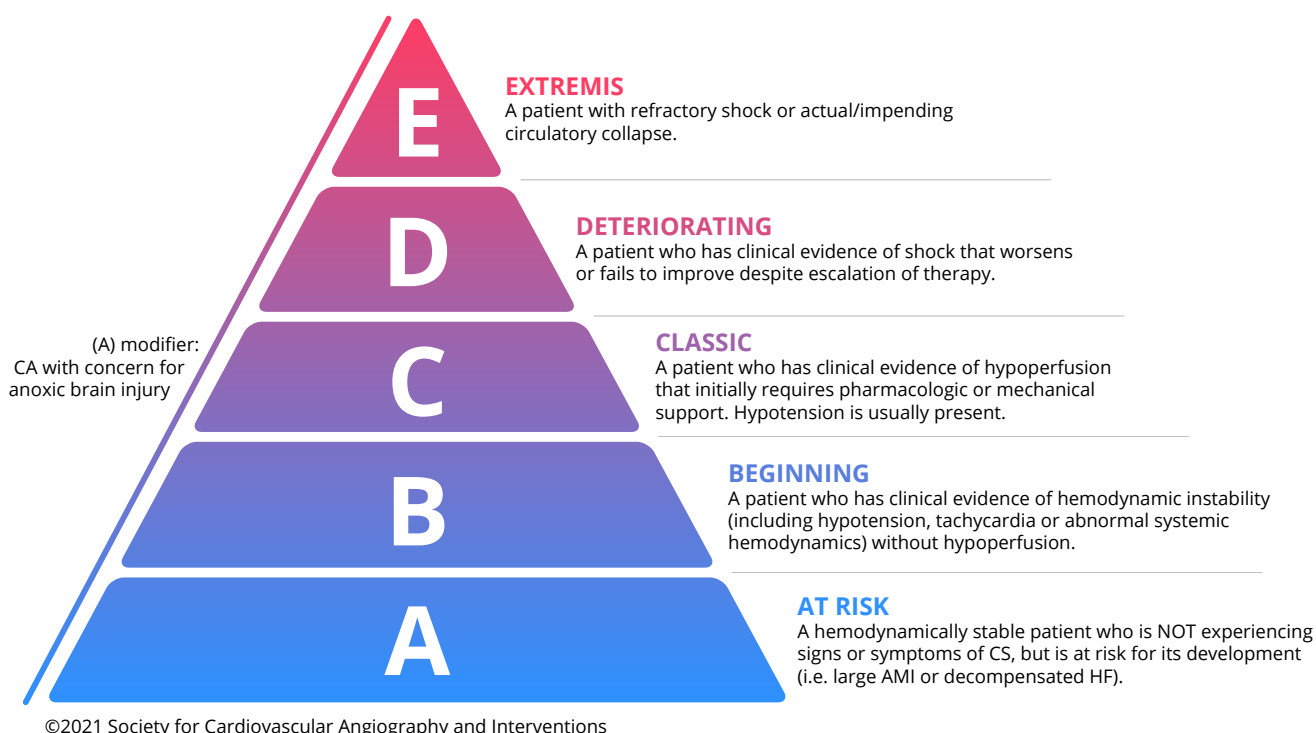 E
EXTREMIS
A patient with refractory shock or actual/impending
circulatory collapse.
D
DETERIORATING
A patient who has clinical evidence of shock that worsens
or fails to improve despite escalation of therapy.
(A) modifier:
CA with concern for
anoxic brain injury
C
CLASSIC
A patient who has clinical evidence of hypoperfusion
that initially requires pharmacologic or mechanical
support. Hypotension is usually present.
B
BEGINNING
A patient who has clinical evidence of hemodynamic instability
(including hypotension, tachycardia or abnormal systemic
hemodynamics) without hypoperfusion.
A
AT RISK
A hemodynamically stable patient who is NOT experiencing
signs or symptoms of CS, but is at risk for its development
(i.e. large AMI or decompensated HF).
©2021 Society for Cardiovascular Angiography and Interventions